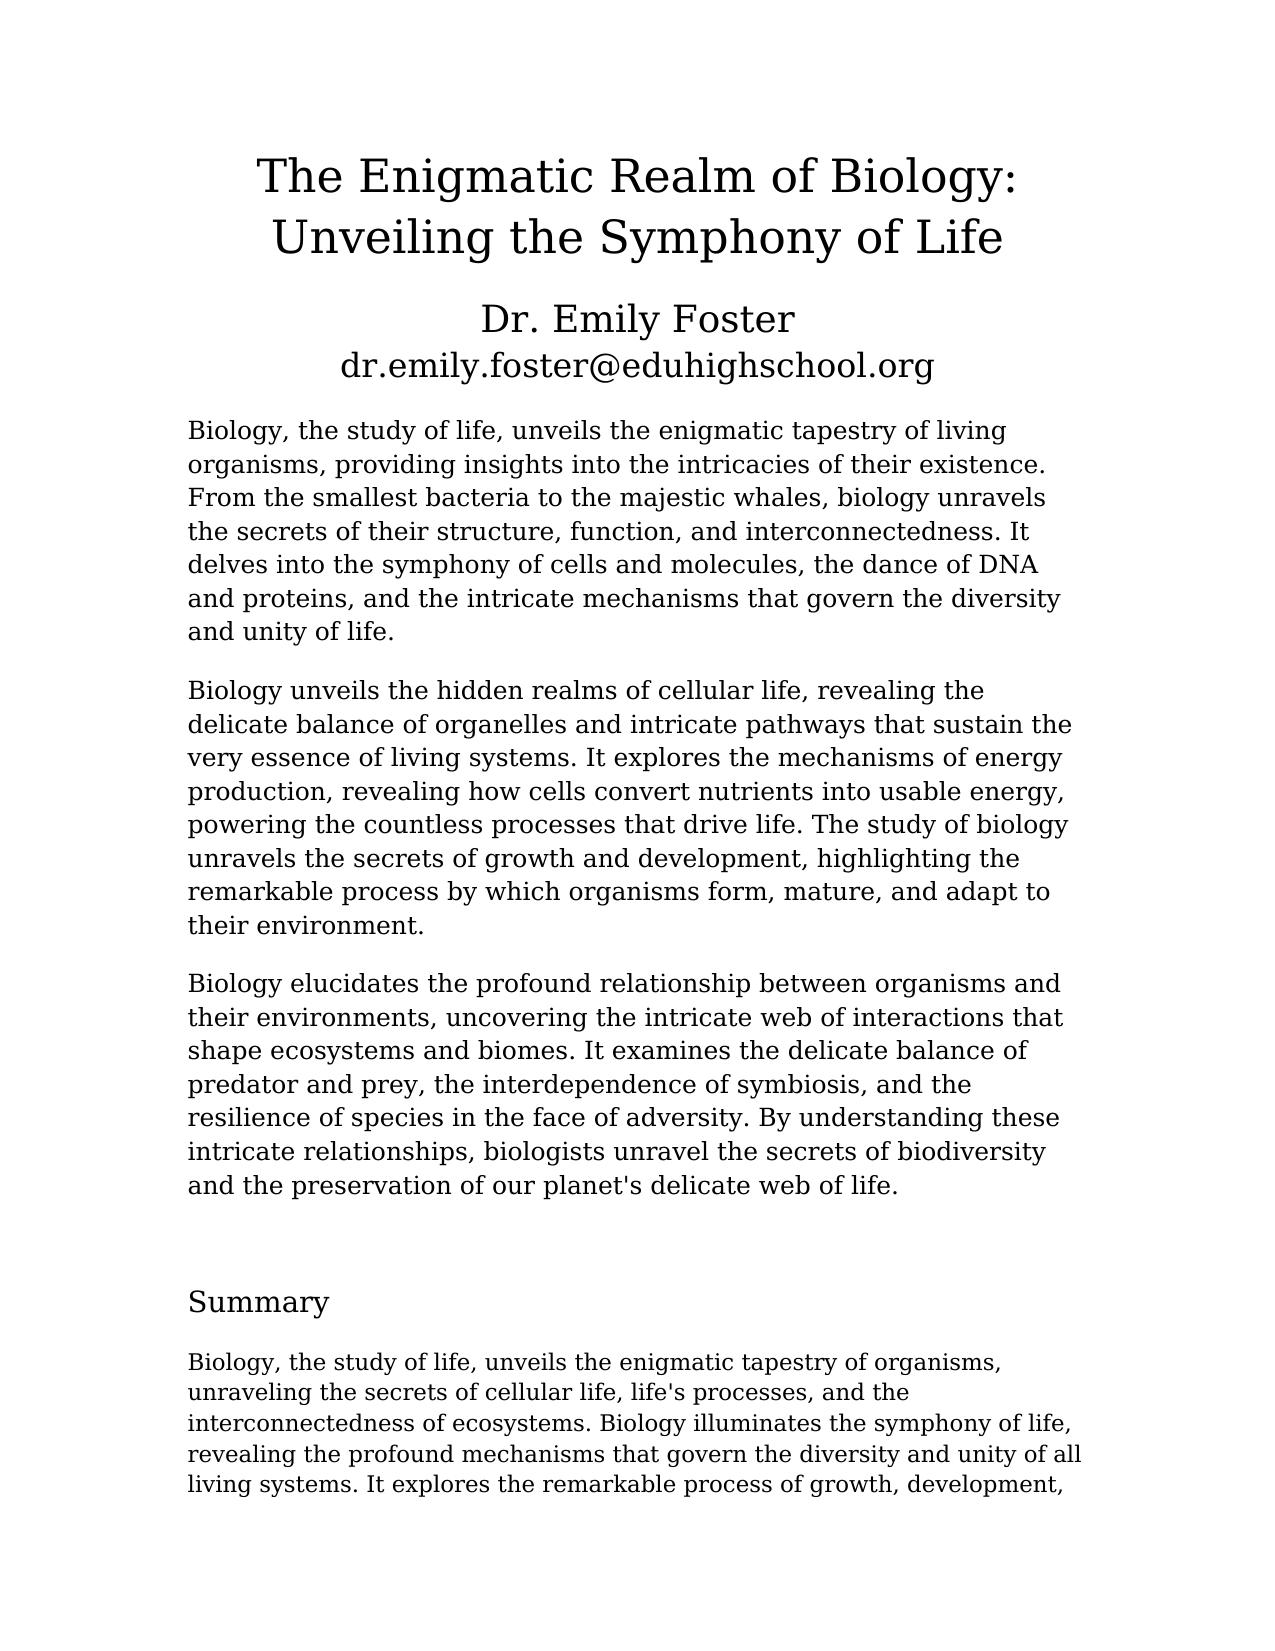 The Enigmatic Realm of Biology:
Unveiling the Symphony of Life
Dr. Emily Foster
dr.emily.foster@eduhighschool.org
Biology, the study of life, unveils the enigmatic tapestry of living
organisms, providing insights into the intricacies of their existence.
From the smallest bacteria to the majestic whales, biology unravels
the secrets of their structure, function, and interconnectedness. It
delves into the symphony of cells and molecules, the dance of DNA
and proteins, and the intricate mechanisms that govern the diversity
and unity of life.
Biology unveils the hidden realms of cellular life, revealing the
delicate balance of organelles and intricate pathways that sustain the
very essence of living systems. It explores the mechanisms of energy
production, revealing how cells convert nutrients into usable energy,
powering the countless processes that drive life. The study of biology
unravels the secrets of growth and development, highlighting the
remarkable process by which organisms form, mature, and adapt to
their environment.
Biology elucidates the profound relationship between organisms and
their environments, uncovering the intricate web of interactions that
shape ecosystems and biomes. It examines the delicate balance of
predator and prey, the interdependence of symbiosis, and the
resilience of species in the face of adversity. By understanding these
intricate relationships, biologists unravel the secrets of biodiversity
and the preservation of our planet's delicate web of life.
Summary
Biology, the study of life, unveils the enigmatic tapestry of organisms,
unraveling the secrets of cellular life, life's processes, and the
interconnectedness of ecosystems. Biology illuminates the symphony of life,
revealing the profound mechanisms that govern the diversity and unity of all
living systems. It explores the remarkable process of growth, development,